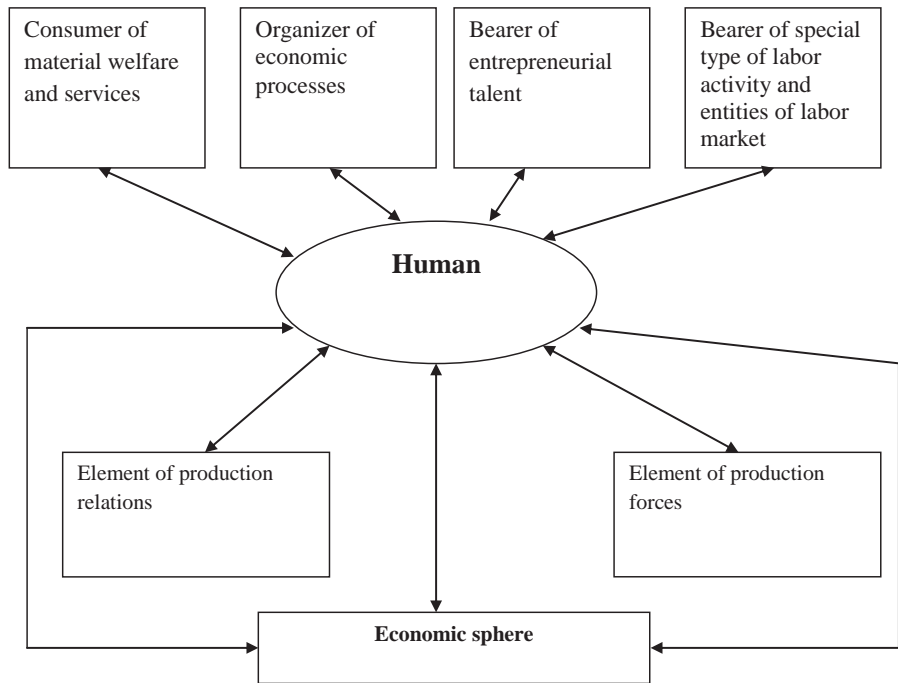 Consumer of
material welfare
and services
Organizer of
economic
processes
Bearer of
entrepreneurial
talent
Bearer of special
type of labor
activity and
entities of labor
market
Human
Element of production
relations
Element of production
forces
Economic sphere